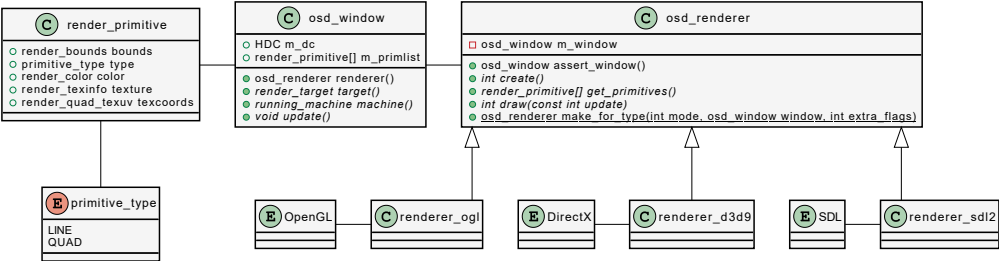 C render_primitive
render_bounds bounds
primitive_type type
render_color color
render_texinfo texture
render_quad_texuv texcoords
C osd_window
HDC m_dc
render_primitive[] m_primlist
osd_renderer renderer()
render_target target()
running_machine machine()
void update()
C osd_renderer
osd_window m_window
osd_window assert_window()
int create()
render_primitive[] get_primitives()
int draw(const int update)
osd_renderer make_for_type(int mode, osd_window window, int extra_flags)
E primitive_type
LINE
QUAD
E OpenGL
C renderer_ogl
E DirectX
C renderer_d3d9
E SDL
C renderer_sdl2